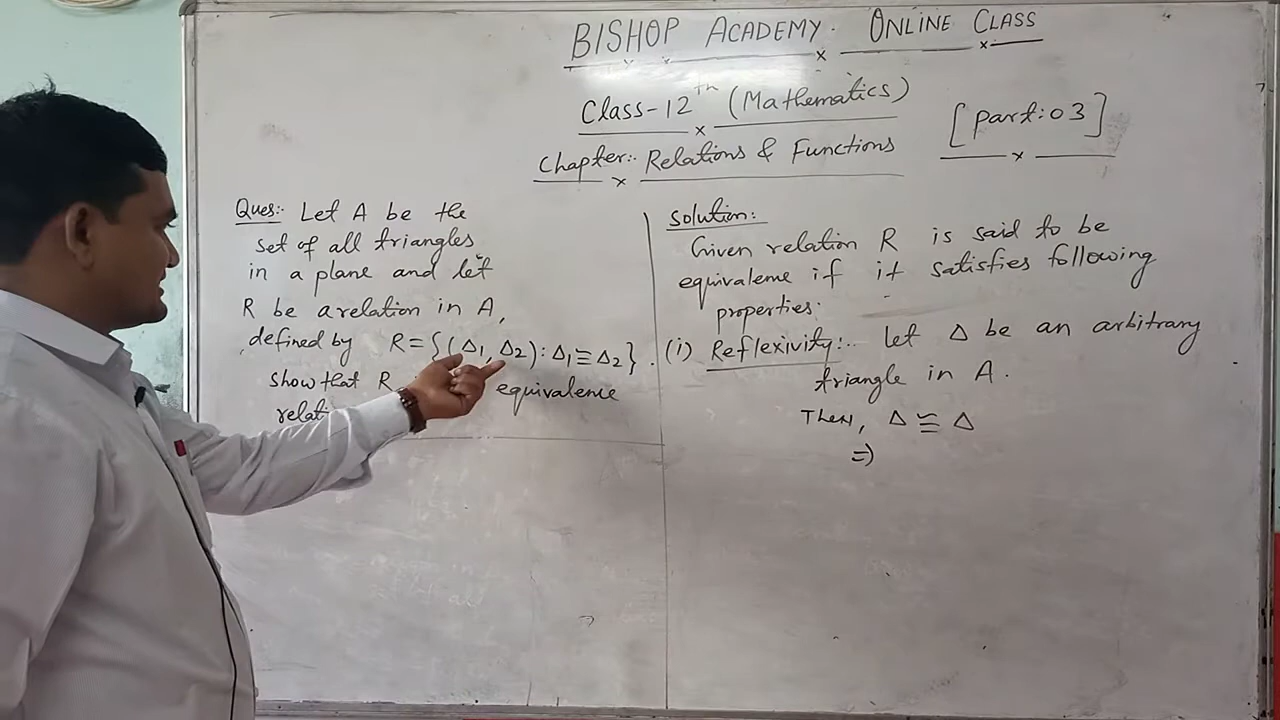 BISHOP ACADEMY. ONLINE CLASS
Class-12th (Mathematics)
[Part:03]
Chapter:- Relations & Functions
Ques:- Let A be the
set of all triangles
in a plane and let
R be a relation in A,
defined by R={(Δ1, Δ2): Δ1≅Δ2}.
show that R equivalence
relat
Solution:-
Given relation R is said to be
equivalence if it satisfies following
properties:
(i) Reflexivity:- Let Δ be an arbitrary
triangle in A.
Then, Δ ≅ Δ
=)